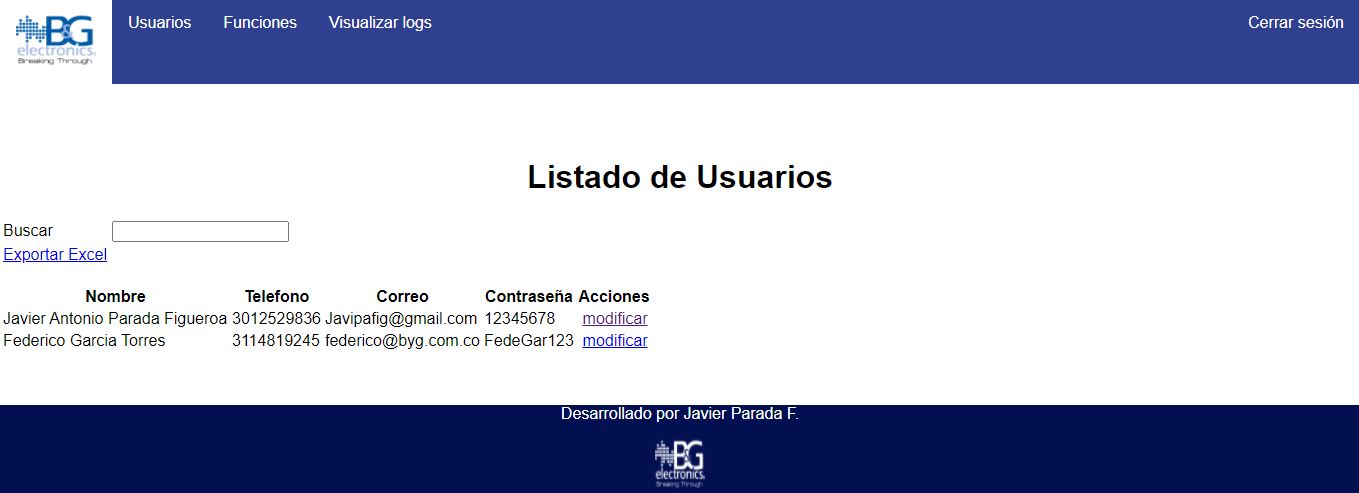 B&G
electronics.
Breaking Through
Usuarios Funciones Visualizar logs Cerrar sesión
Listado de Usuarios
Buscar
Exportar Excel
Nombre Telefono Correo Contraseña Acciones
Javier Antonio Parada Figueroa 3012529836 Javipafig@gmail.com 12345678 modificar
Federico Garcia Torres 3114819245 federico@byg.com.co FedeGar123 modificar
Desarrollado por Javier Parada F.
B&G
electronics.
Breaking Through